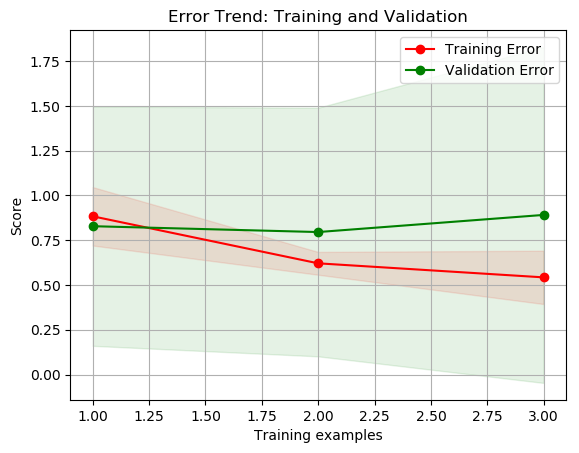 Error Trend: Training and Validation
Training Error
Validation Error
1.75
1.50
1.25
1.00
0.75
0.50
0.25
0.00
Score
1.00 1.25 1.50 1.75 2.00 2.25 2.50 2.75 3.00
Training examples